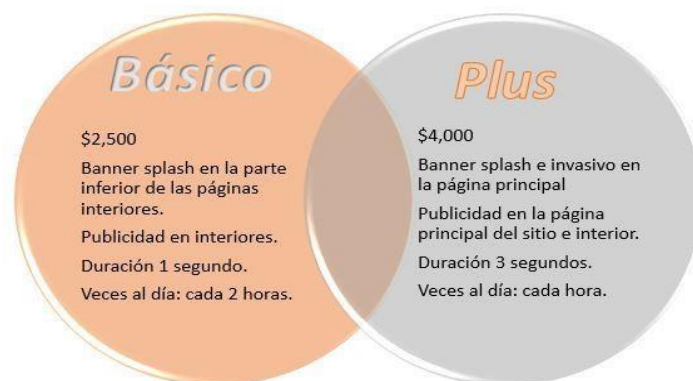 Básico
$2,500
Banner splash en la parte
inferior de las páginas
interiores.
Publicidad en interiores.
Duración 1 segundo.
Veces al día: cada 2 horas.
Plus
$4,000
Banner splash e invasivo en
la página principal
Publicidad en la página
principal del sitio e interior.
Duración 3 segundos.
Veces al día: cada hora.